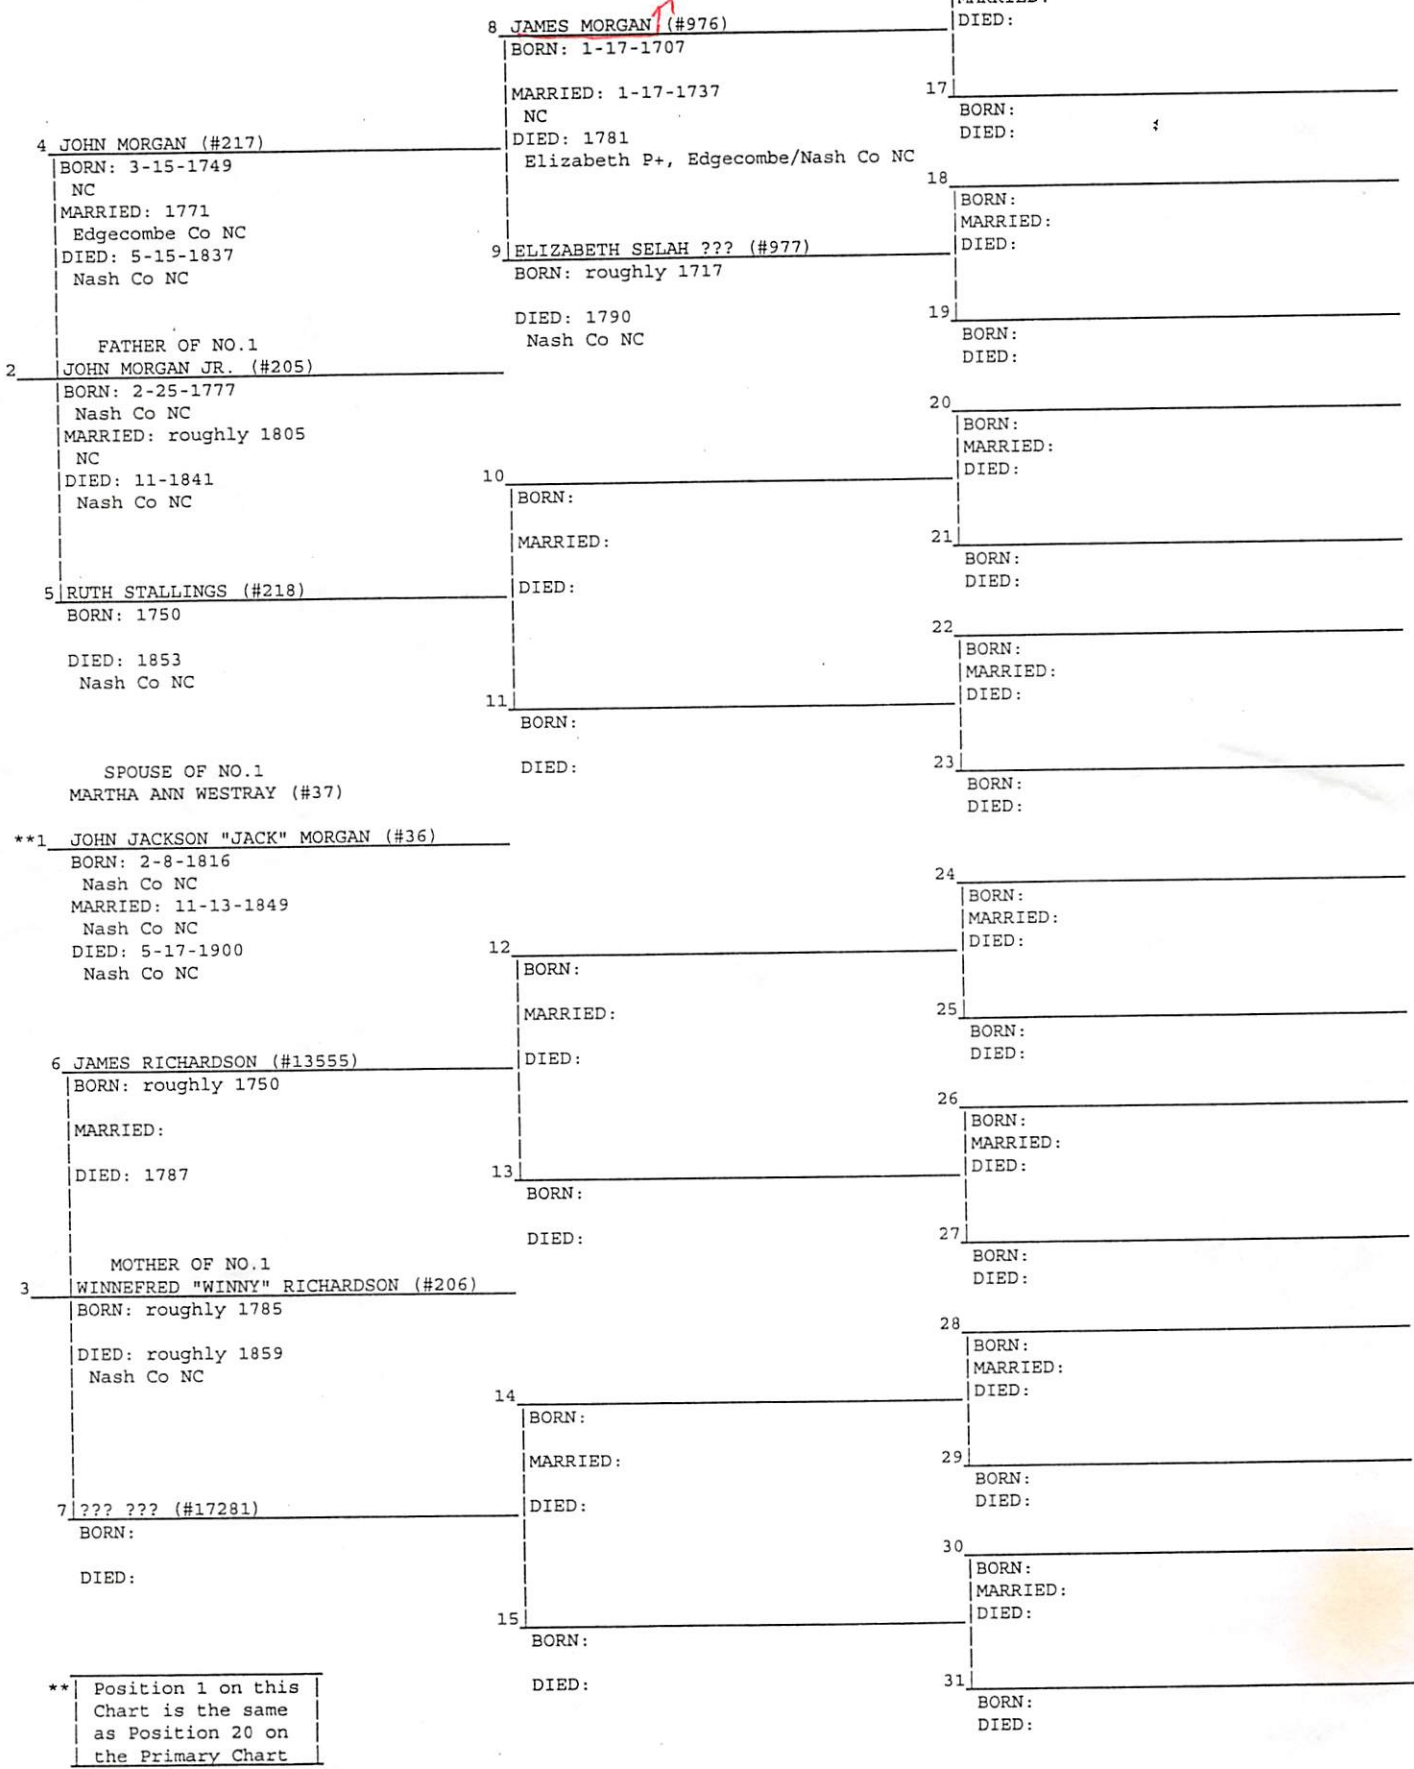 MARRIED:
DIED:
8 JAMES MORGAN (#976)
BORN: 1-17-1707
MARRIED: 1-17-1737
NC
DIED: 1781
Elizabeth P+, Edgecombe/Nash Co NC
17
BORN:
DIED:
4 JOHN MORGAN (#217)
BORN: 3-15-1749
NC
MARRIED: 1771
Edgecombe Co NC
DIED: 5-15-1837
Nash Co NC
18
BORN:
MARRIED:
DIED:
9 ELIZABETH SELAH ??? (#977)
BORN: roughly 1717
DIED: 1790
Nash Co NC
19
BORN:
DIED:
FATHER OF NO.1
2 JOHN MORGAN JR. (#205)
BORN: 2-25-1777
Nash Co NC
MARRIED: roughly 1805
NC
DIED: 11-1841
Nash Co NC
20
BORN:
MARRIED:
DIED:
10
BORN:
MARRIED:
DIED:
21
BORN:
DIED:
5 RUTH STALLINGS (#218)
BORN: 1750
DIED: 1853
Nash Co NC
22
BORN:
MARRIED:
DIED:
11
BORN:
DIED:
23
BORN:
DIED:
SPOUSE OF NO.1
MARTHA ANN WESTRAY (#37)
**1 JOHN JACKSON "JACK" MORGAN (#36)
BORN: 2-8-1816
Nash Co NC
MARRIED: 11-13-1849
Nash Co NC
DIED: 5-17-1900
Nash Co NC
24
BORN:
MARRIED:
DIED:
12
BORN:
MARRIED:
DIED:
25
BORN:
DIED:
6 JAMES RICHARDSON (#13555)
BORN: roughly 1750
MARRIED:
DIED: 1787
26
BORN:
MARRIED:
DIED:
13
BORN:
DIED:
27
BORN:
DIED:
MOTHER OF NO.1
3 WINNEFRED "WINNY" RICHARDSON (#206)
BORN: roughly 1785
DIED: roughly 1859
Nash Co NC
28
BORN:
MARRIED:
DIED:
14
BORN:
MARRIED:
DIED:
29
BORN:
DIED:
7 ??? ??? (#17281)
BORN:
DIED:
30
BORN:
MARRIED:
DIED:
15
BORN:
DIED:
31
BORN:
DIED:
** Position 1 on this
Chart is the same
as Position 20 on
the Primary Chart